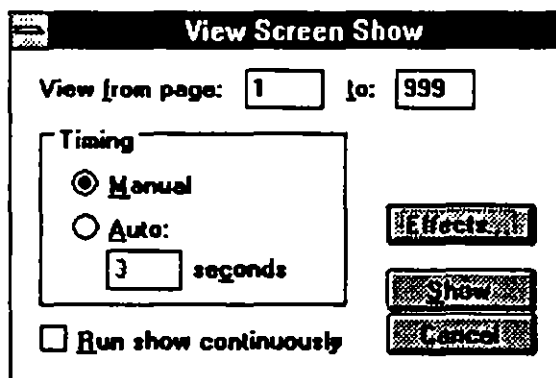 View Screen Show
View from page: 1 to: 999
Timing
Manual
Auto:
3 seconds
Effects...
Show
Run show continuously
Cancel